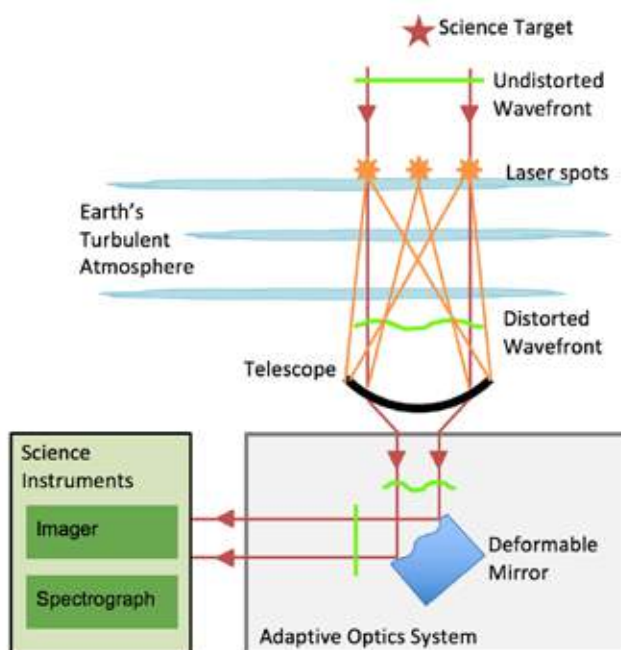 Science Target
Undistorted
Wavefront
Laser spots
Earth's
Turbulent
Atmosphere
Distorted
Wavefront
Telescope
Science
Instruments
Imager
Spectrograph
Deformable
Mirror
Adaptive Optics System